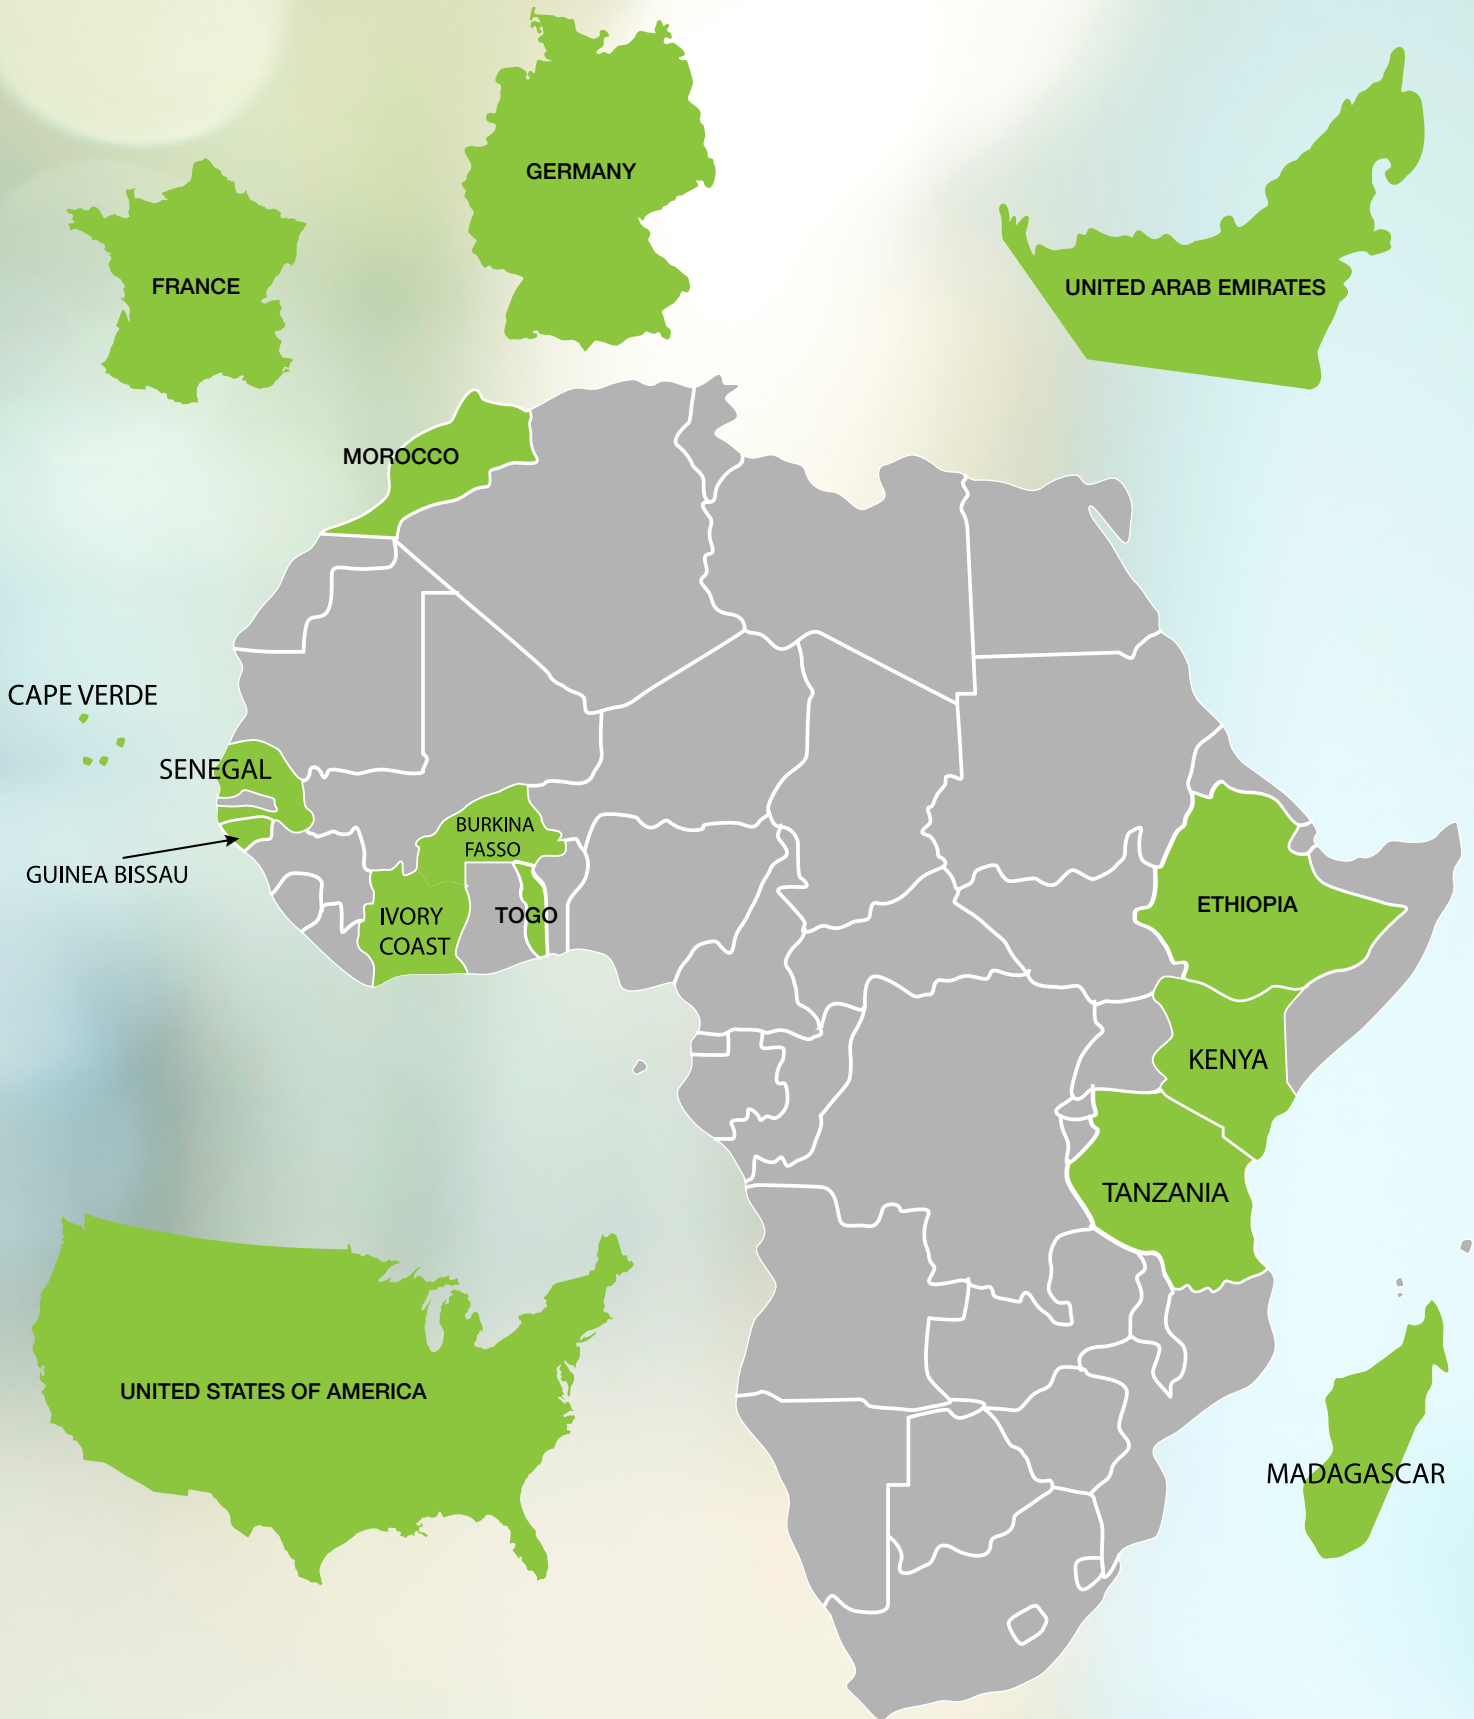 GERMANY
FRANCE
UNITED ARAB EMIRATES
MOROCCO
CAPE VERDE
SENEGAL
BURKINA
FASSO
GUINEA BISSAU
IVORY
COAST
TOGO
ETHIOPIA
KENYA
TANZANIA
UNITED STATES OF AMERICA
MADAGASCAR